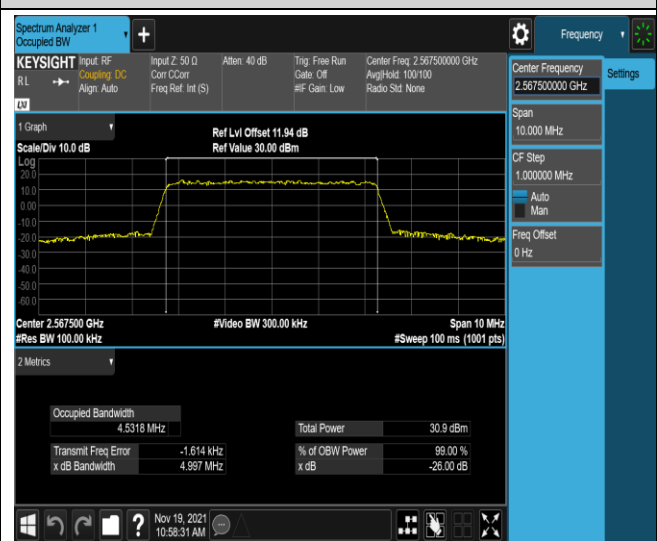 Spectrum Analyzer 1
Occupied BW
Frequency
KEYSIGHT
RL
LXI
Input: RF
Coupling: DC
Align: Auto
Input Z: 50 Ω
Corr CCorr
Freq Ref: Int (S)
Atten: 40 dB
Trig: Free Run
Gate: Off
#IF Gain: Low
Center Freq: 2.567500000 GHz
Avg|Hold: 100/100
Radio Std: None
Center Frequency
2.567500000 GHz
Settings
Span
10.000 MHz
CF Step
1.000000 MHz
Auto
Man
Freq Offset
0 Hz
1 Graph
Scale/Div 10.0 dB
Ref Lvl Offset 11.94 dB
Ref Value 30.00 dBm
Log
20.0
10.0
0.00
-10.0
-20.0
-30.0
-40.0
-50.0
-60.0
Center 2.567500 GHz
#Video BW 300.00 kHz
Span 10 MHz
#Res BW 100.00 kHz
#Sweep 100 ms (1001 pts)
2 Metrics
Occupied Bandwidth
4.5318 MHz
Total Power 30.9 dBm
Transmit Freq Error -1.614 kHz
% of OBW Power 99.00 %
x dB Bandwidth 4.997 MHz
x dB -26.00 dB
?
Nov 19, 2021
10:58:31 AM